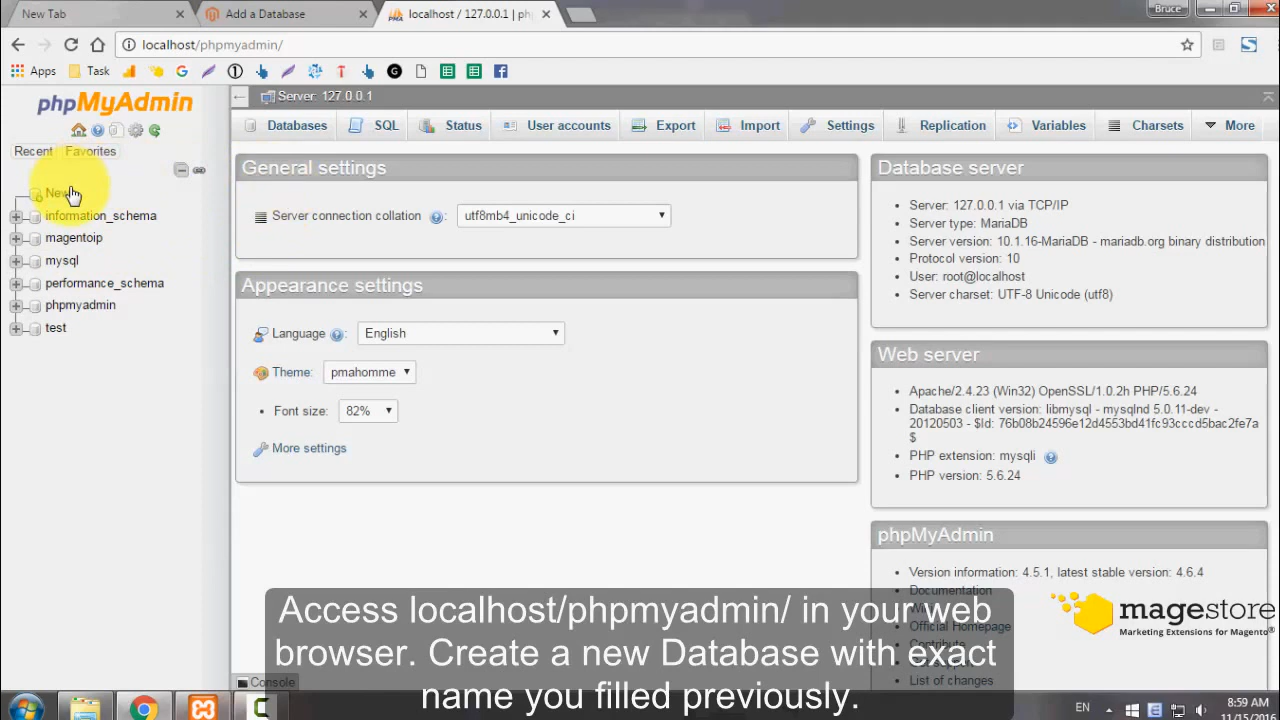 New Tab
Add a Database
localhost / 127.0.0.1 | ph
Bruce
localhost/phpmyadmin/
Apps
Task
phpMyAdmin
Recent Favorites
New
information_schema
magentoip
mysql
performance_schema
phpmyadmin
test
Server: 127.0.0.1
Databases SQL Status User accounts Export Import Settings Replication Variables Charsets More
General settings
Server connection collation : utf8mb4_unicode_ci
Appearance settings
Language : English
Theme: pmahomme
Font size: 82%
More settings
Database server
Server: 127.0.0.1 via TCP/IP
Server type: MariaDB
Server version: 10.1.16-MariaDB - mariadb.org binary distribution
Protocol version: 10
User: root@localhost
Server charset: UTF-8 Unicode (utf8)
Web server
Apache/2.4.23 (Win32) OpenSSL/1.0.2h PHP/5.6.24
Database client version: libmysql - mysqlnd 5.0.11-dev -
20120503 - $Id: 76b08b24596e12d4553bd41fc93cccd5bac2fe7a
$
PHP extension: mysqli
PHP version: 5.6.24
phpMyAdmin
Version information: 4.5.1, latest stable version: 4.6.4
Documentation
Official Homepage
Contribute
List of changes
Console
Access localhost/phpmyadmin/ in your web
browser. Create a new Database with exact
name you filled previously.
magestore
Marketing Extensions for Magento
EN
8:59 AM
11/15/2016